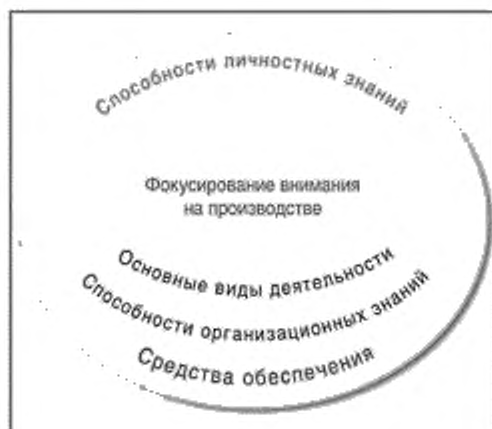 Способности личностных знаний
Фокусирование внимания
на производстве
Основные виды деятельности
Способности организационных знаний
Средства обеспечения